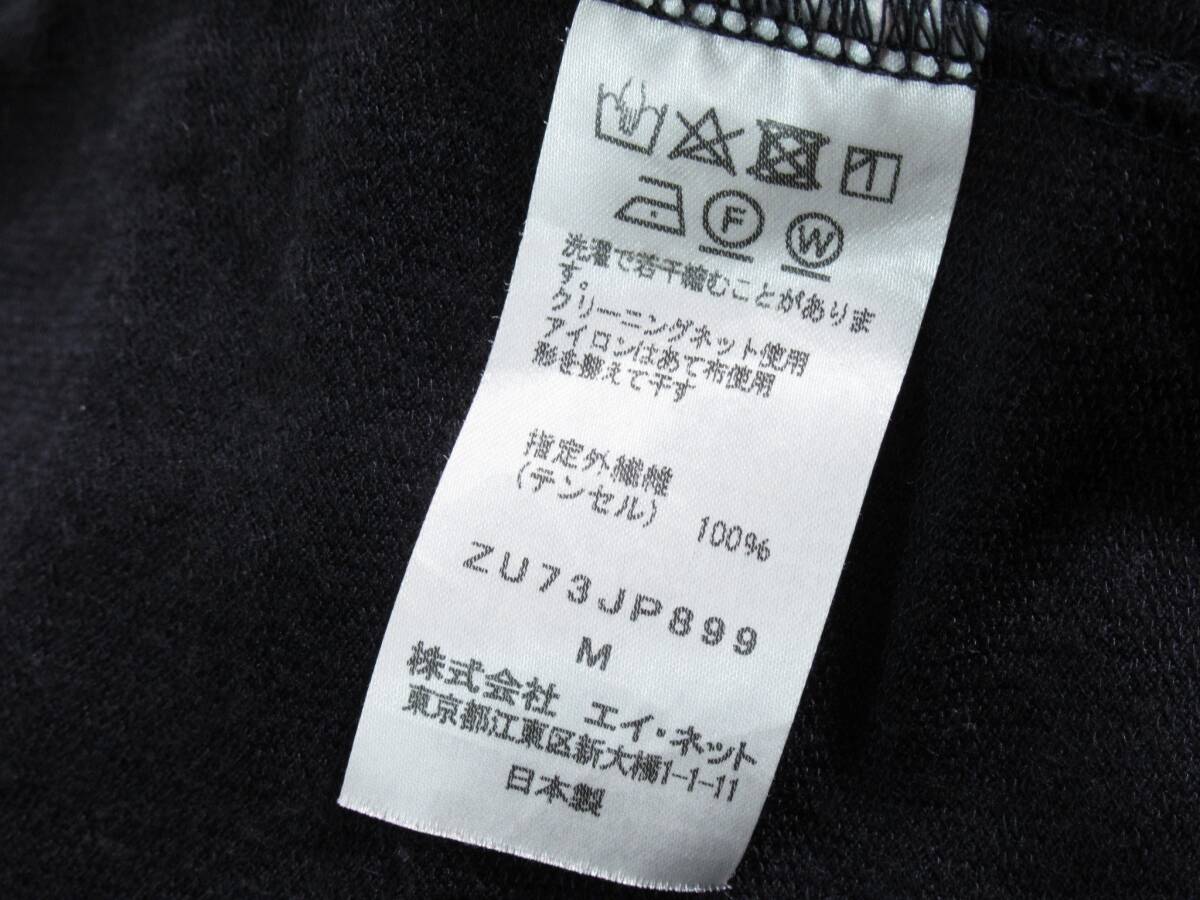 F W
洗濯で若干縮むことがありま
す。
クリーニングネット使用
アイロンはあて布使用
形を整えて干す
指定外繊維
(テンセル) 100%
ZU73JP899
M
株式会社 エイ・ネット
東京都江東区新大橋1-1-11
日本製